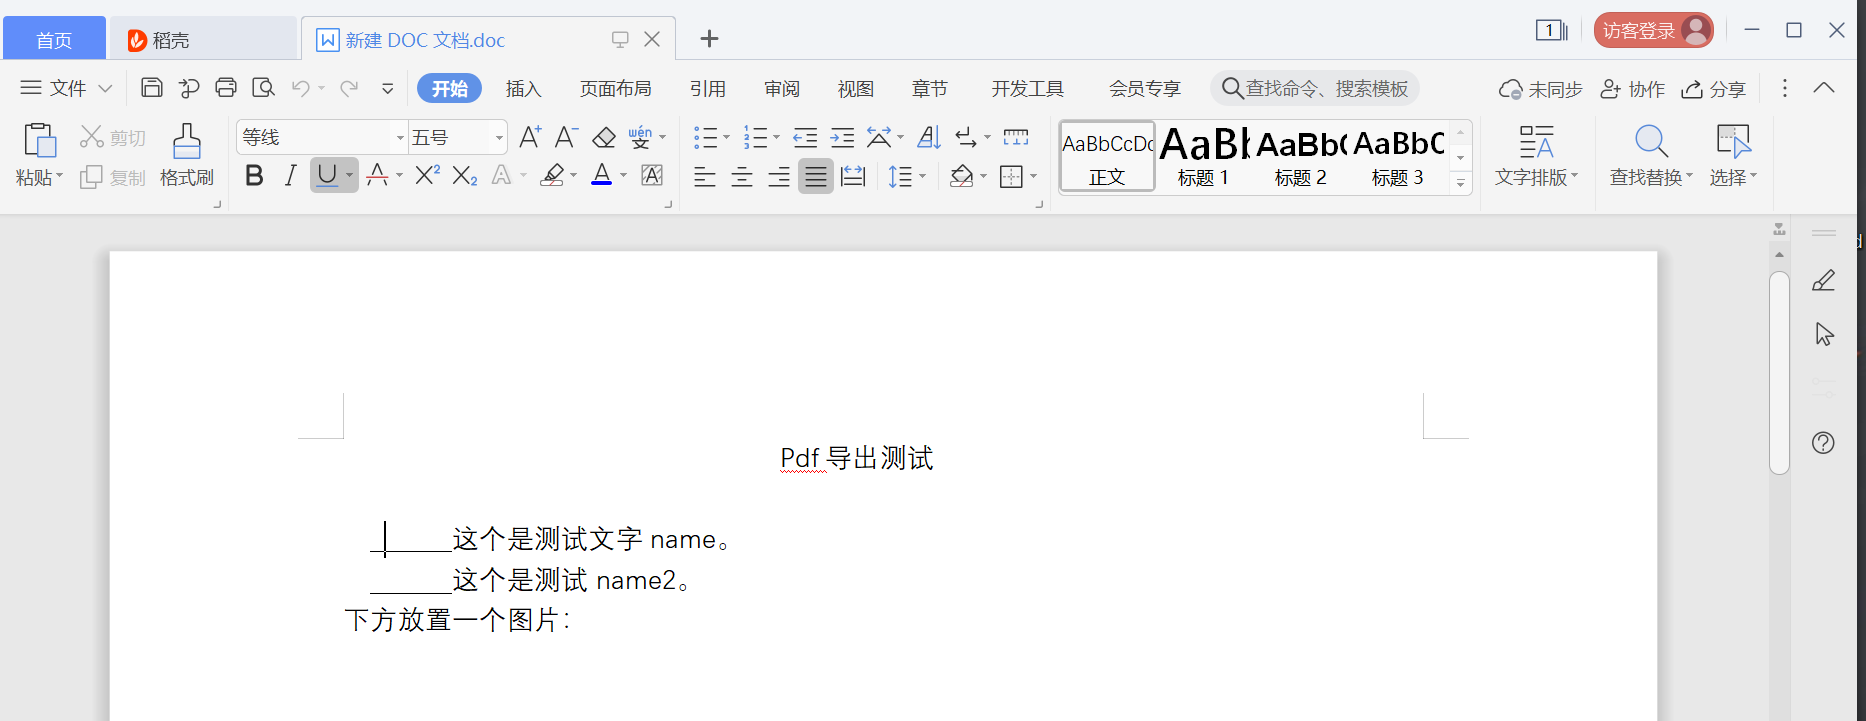 首页
稻壳
新建 DOC 文档.doc
1
访客登录
文件
开始
插入
页面布局
引用
审阅
视图
章节
开发工具
会员专享
查找命令、搜索模板
未同步
协作
分享
粘贴
剪切
复制
格式刷
等线
五号
AaBbCcDd
正文
AaBb
标题 1
AaBb(
标题 2
AaBbC
标题 3
文字排版
查找替换
选择
Pdf 导出测试
______这个是测试文字 name。
______这个是测试 name2。
下方放置一个图片：